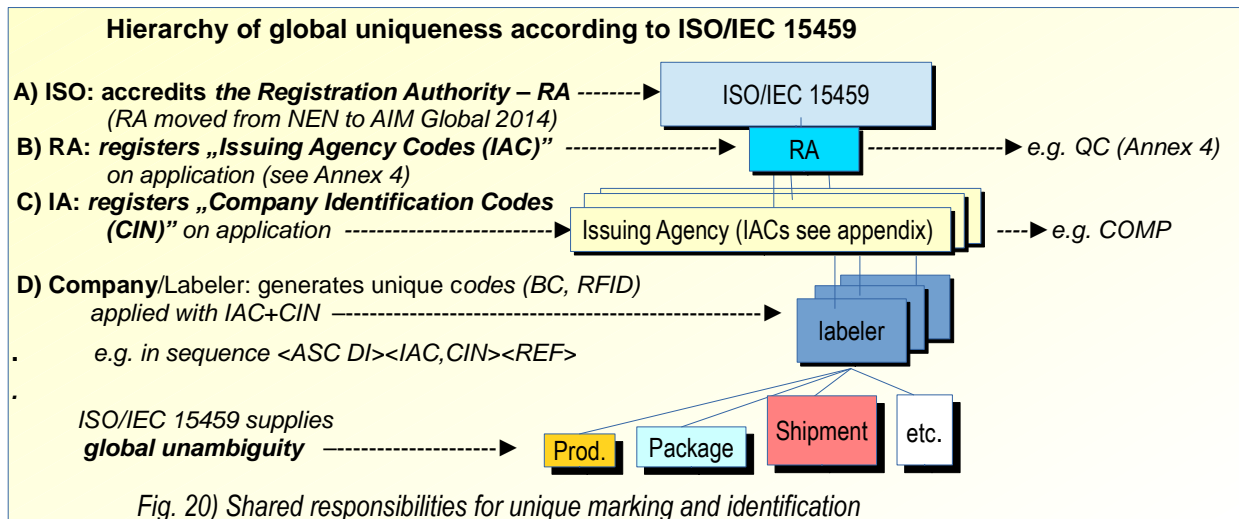 Hierarchy of global uniqueness according to ISO/IEC 15459
A) ISO: accredits the Registration Authority – RA
(RA moved from NEN to AIM Global 2014)
ISO/IEC 15459
B) RA: registers „Issuing Agency Codes (IAC)”
on application (see Annex 4)
RA
e.g. QC (Annex 4)
C) IA: registers „Company Identification Codes
(CIN)” on application
Issuing Agency (IACs see appendix)
e.g. COMP
D) Company/Labeler: generates unique codes (BC, RFID)
applied with IAC+CIN –
labeler
. e.g. in sequence <ASC DI><IAC,CIN><REF>
.
ISO/IEC 15459 supplies
global unambiguity –
Prod.
Package
Shipment
etc.
Fig. 20) Shared responsibilities for unique marking and identification